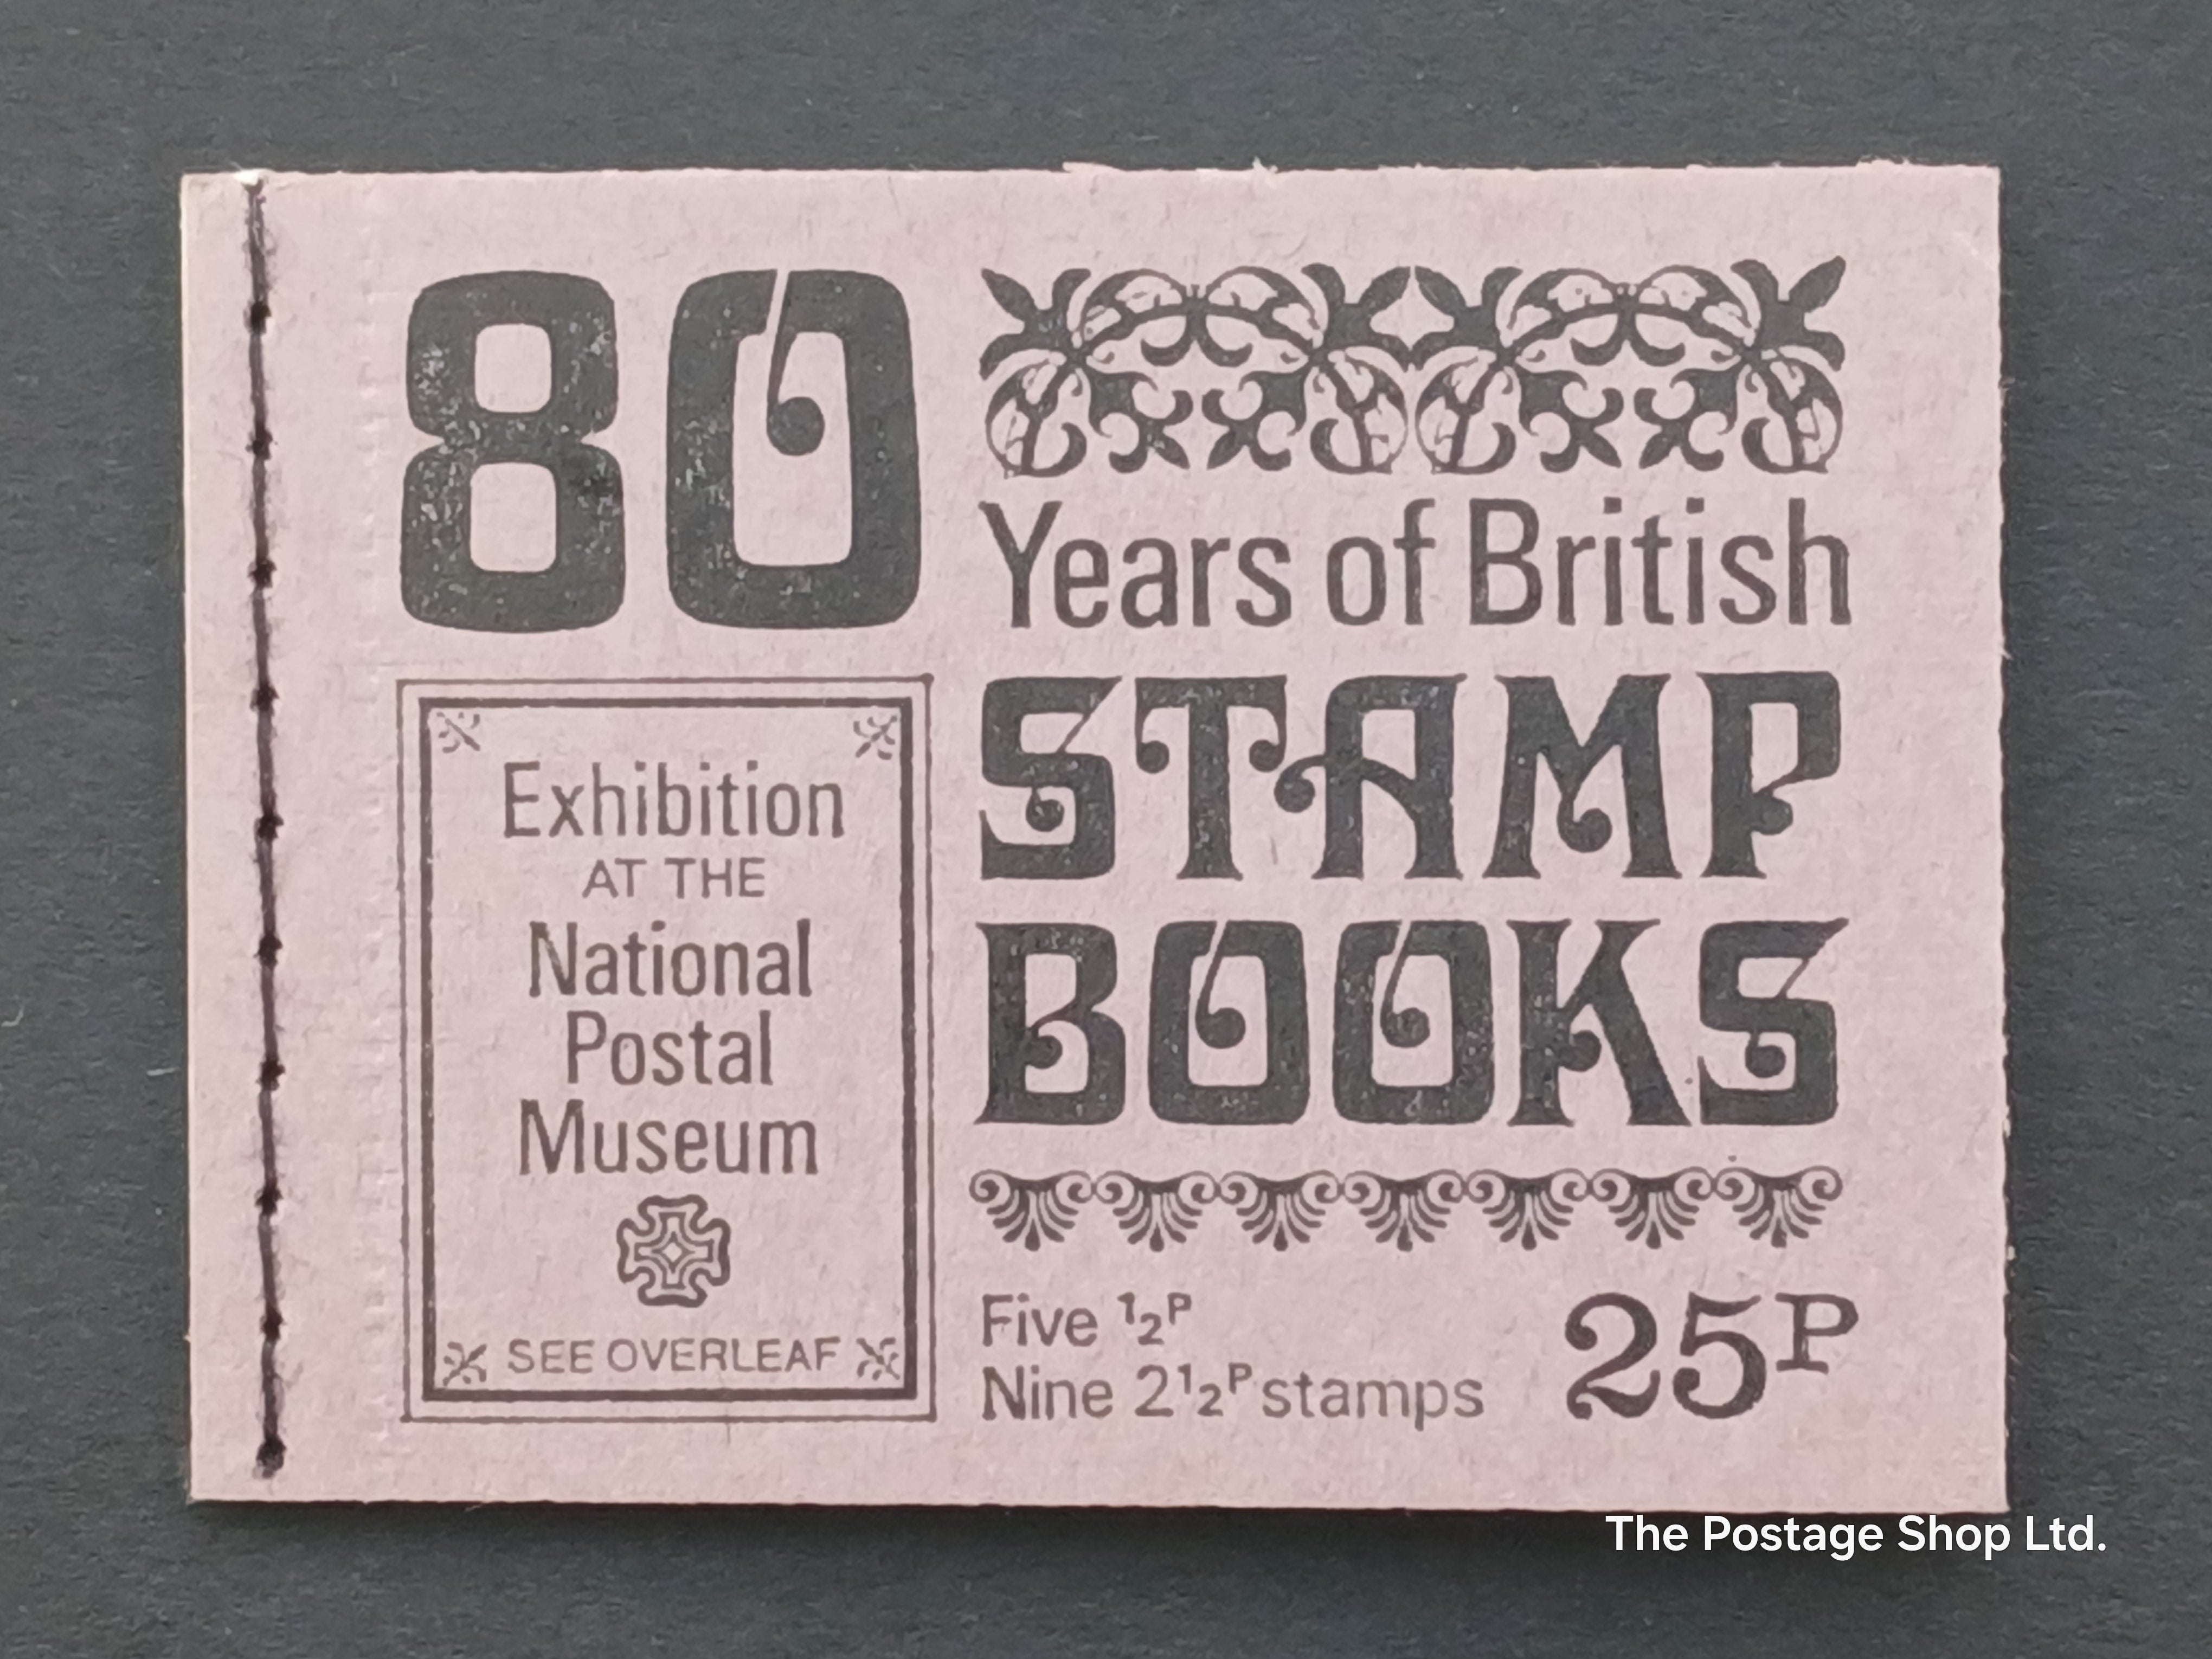 80
Years of British
STAMP
BOOKS
Exhibition
AT THE
National
Postal
Museum
SEE OVERLEAF
Five ½P
Nine 2½P stamps
25P
The Postage Shop Ltd.